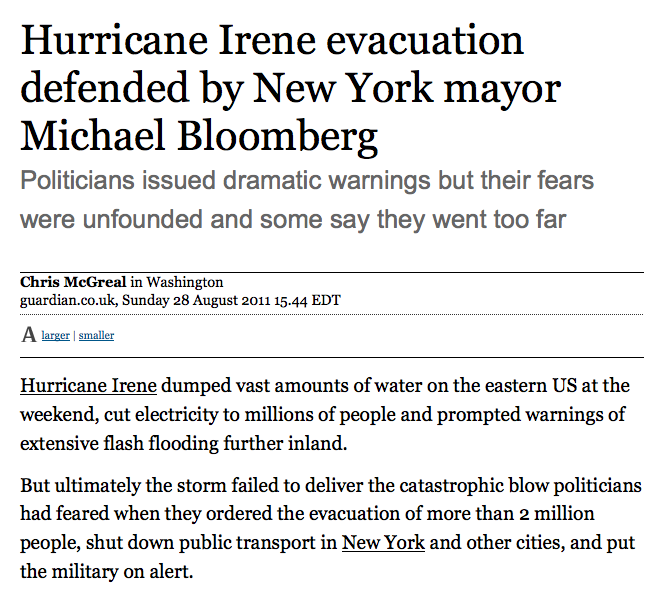 Hurricane Irene evacuation
defended by New York mayor
Michael Bloomberg
Politicians issued dramatic warnings but their fears
were unfounded and some say they went too far
Chris McGreal in Washington
guardian.co.uk, Sunday 28 August 2011 15.44 EDT
A larger | smaller
Hurricane Irene dumped vast amounts of water on the eastern US at the
weekend, cut electricity to millions of people and prompted warnings of
extensive flash flooding further inland.
But ultimately the storm failed to deliver the catastrophic blow politicians
had feared when they ordered the evacuation of more than 2 million
people, shut down public transport in New York and other cities, and put
the military on alert.